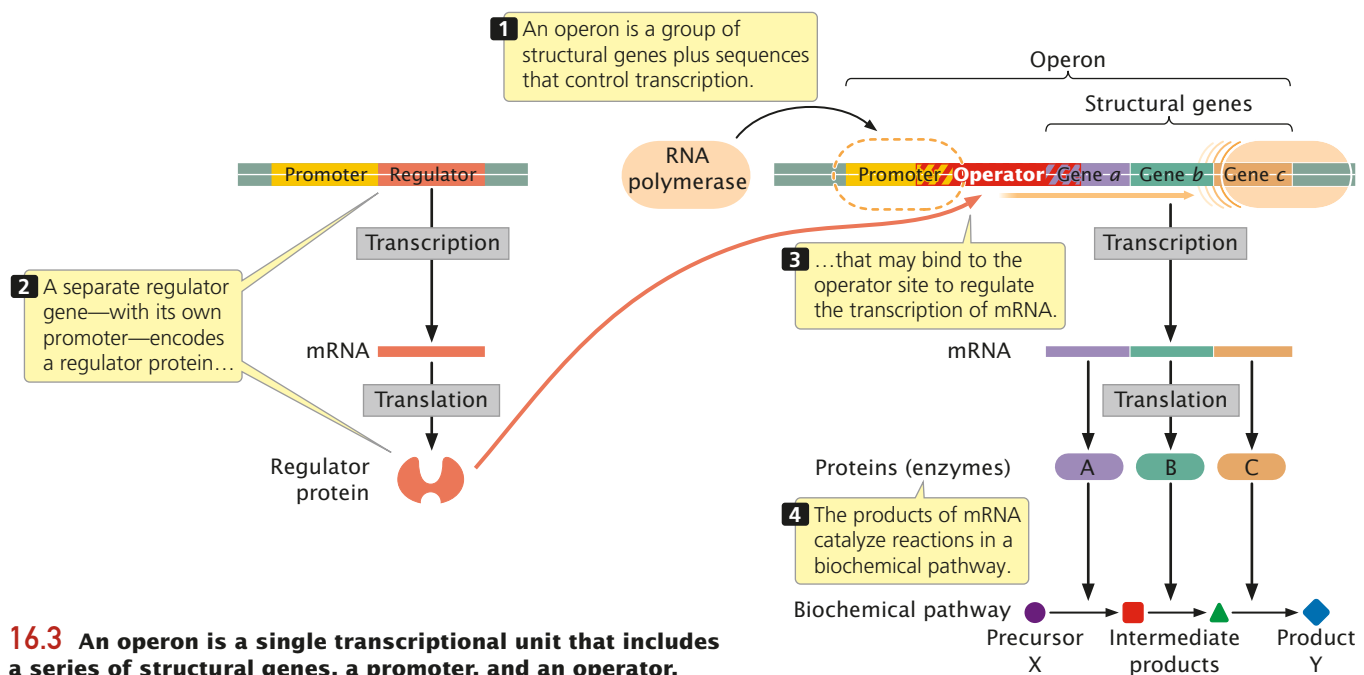 1 An operon is a group of
structural genes plus sequences
that control transcription.
Operon
Structural genes
RNA
polymerase
Promoter Regulator
Promoter Operator Gene a Gene b Gene c
Transcription
Transcription
2 A separate regulator
gene—with its own
promoter—encodes
a regulator protein…
3 …that may bind to the
operator site to regulate
the transcription of mRNA.
mRNA
mRNA
Translation
Translation
Regulator
protein
Proteins (enzymes)
A B C
4 The products of mRNA
catalyze reactions in a
biochemical pathway.
Biochemical pathway
Precursor
X
Intermediate
products
Product
Y
16.3 An operon is a single transcriptional unit that includes
a series of structural genes, a promoter, and an operator.